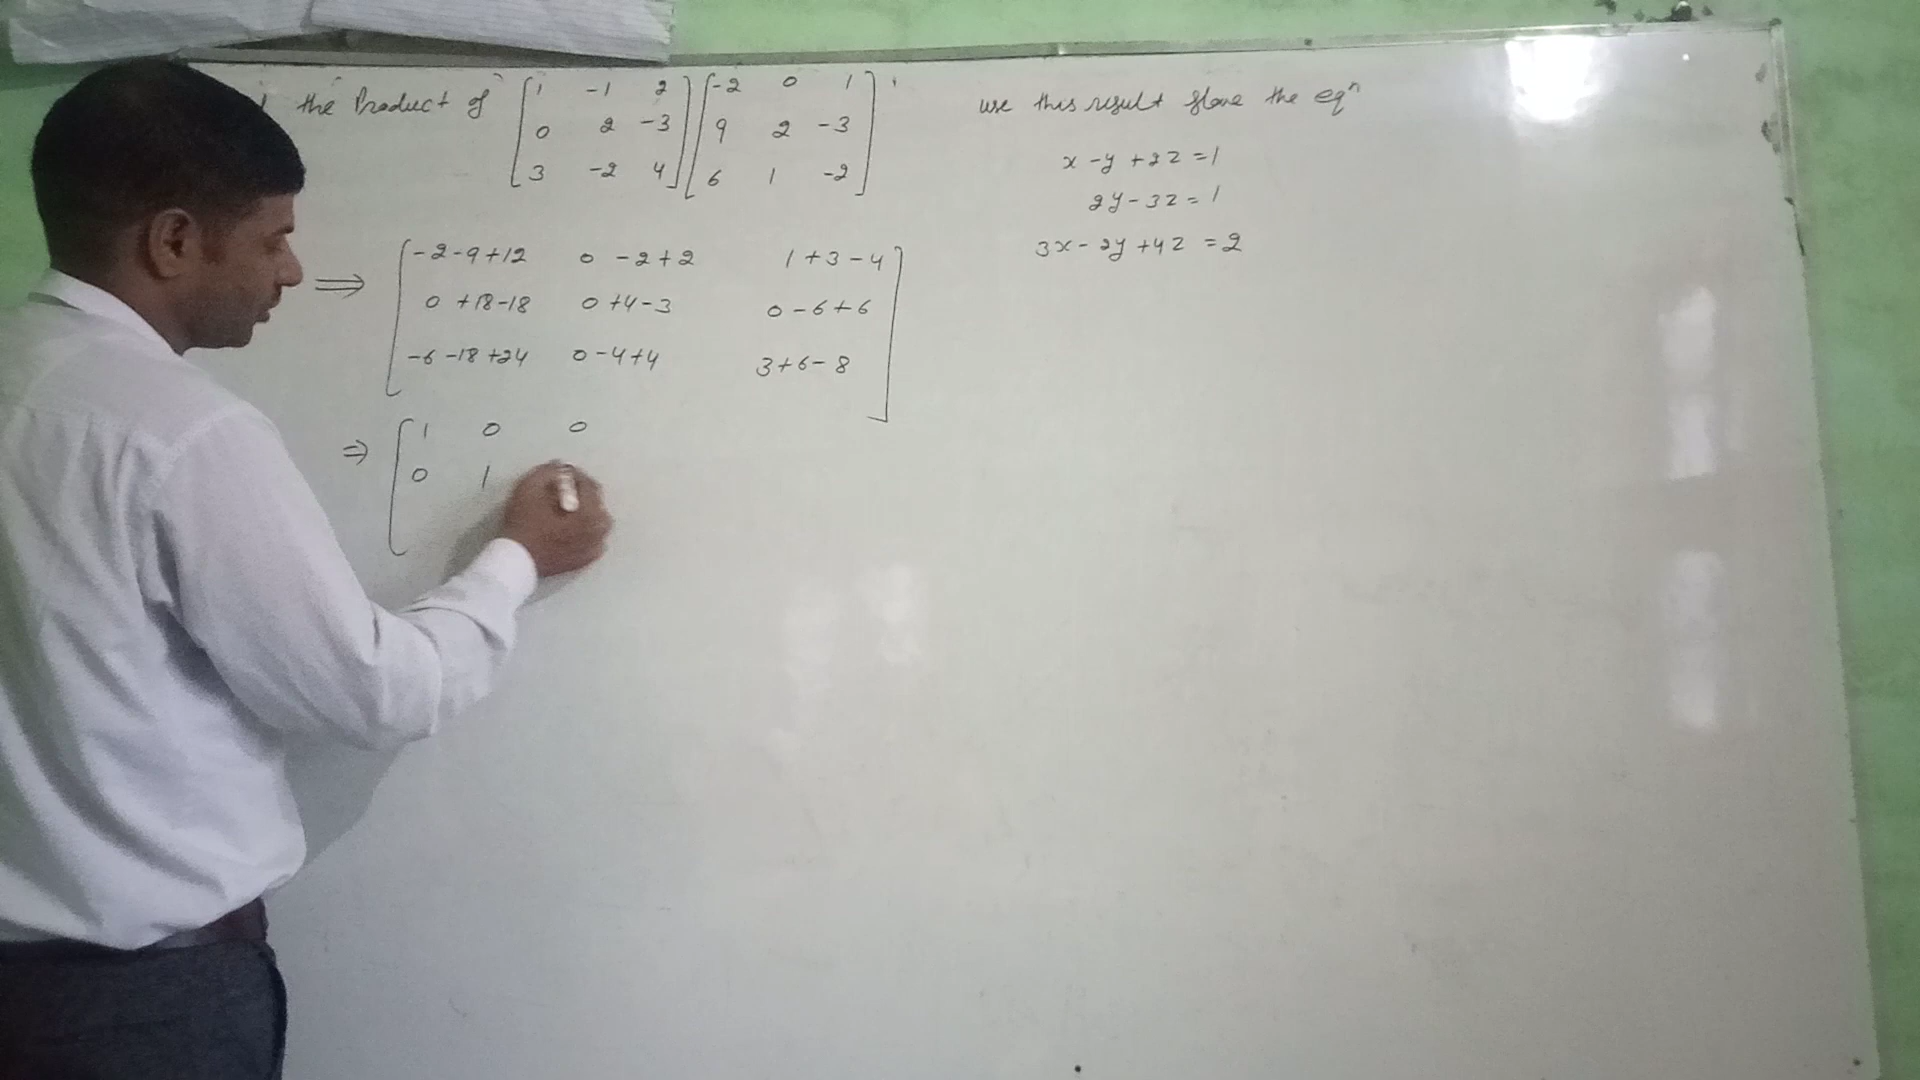 the Product of [1 -1 2 [-2 0 1
0 2 -3 9 2 -3
3 -2 4] 6 1 -2]
[-2-9+12 0-2+2 1+3-4
0+18-18 0+4-3 0-6+6
-6-18+24 0-4+4 3+6-8]
⇒ [1 0 0
0 1
use this result the eqⁿ
x-y+2z=1
2y-3z=1
3x-2y+4z=2